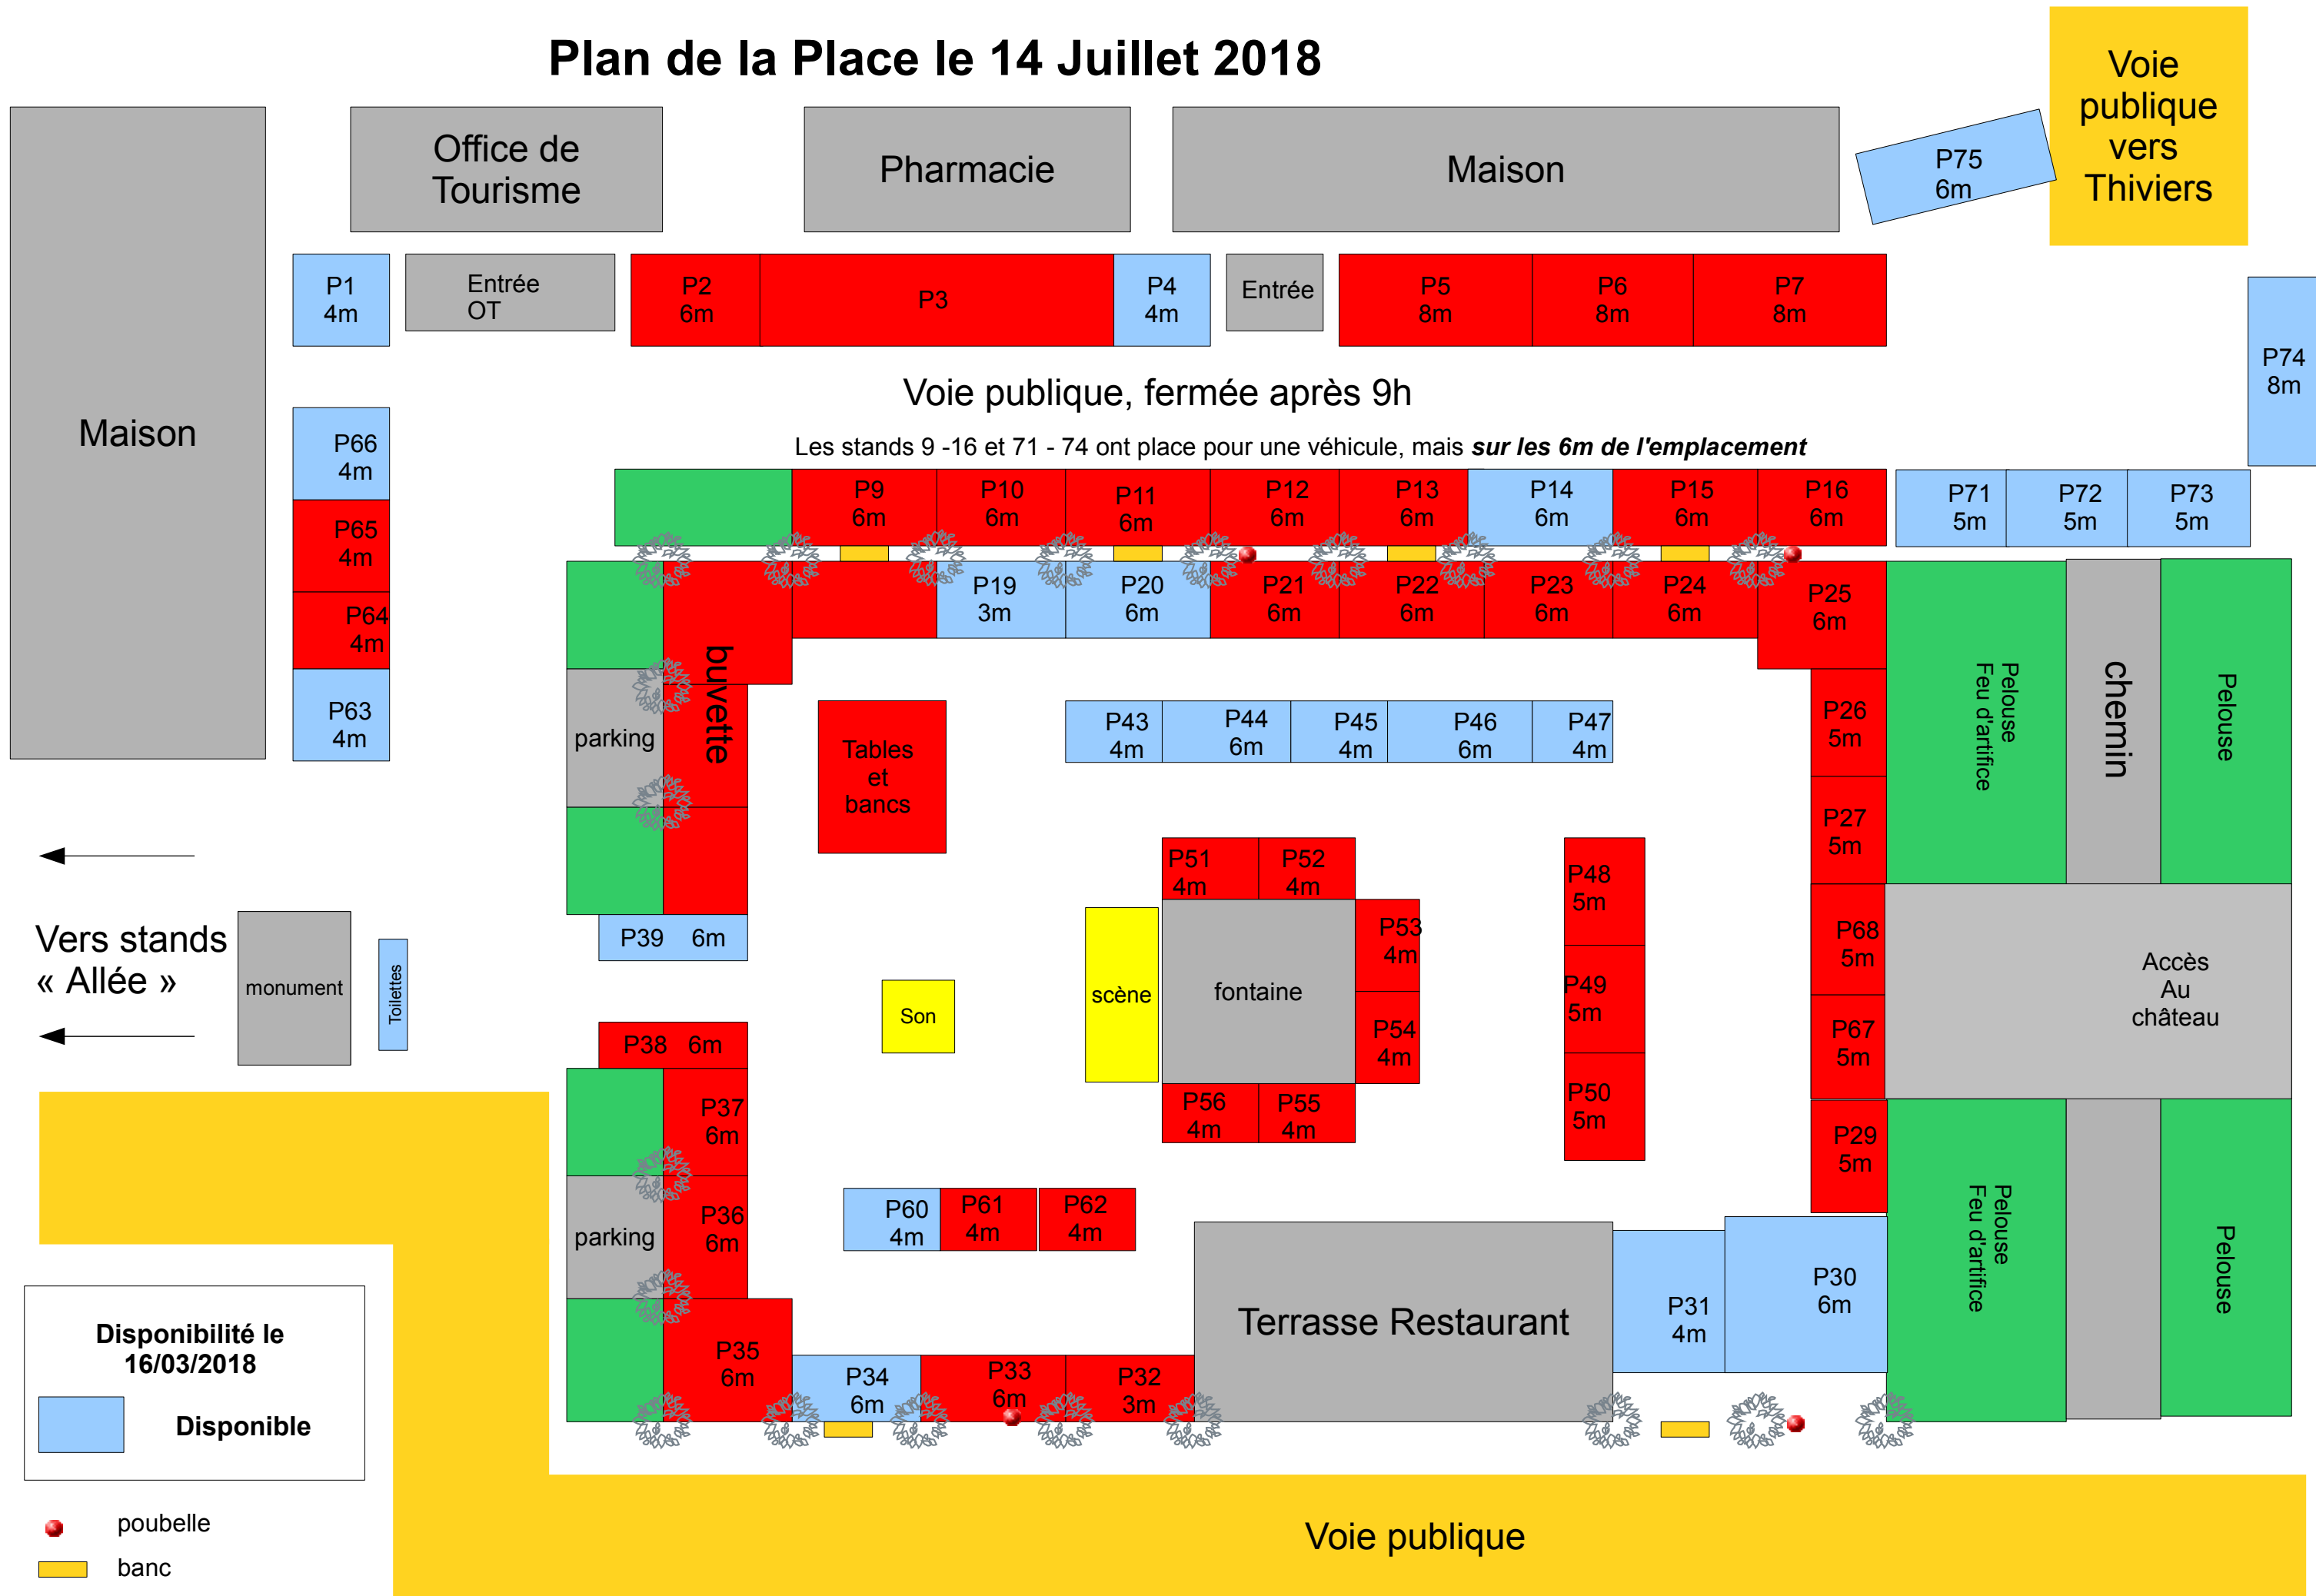 Plan de la Place le 14 Juillet 2018
Voie
publique
vers
Thiviers
Office de
Tourisme
Pharmacie
Maison
P75
6m
Maison
P1
4m
Entrée
OT
P2
6m
P3
P4
4m
Entrée
P5
8m
P6
8m
P7
8m
P74
8m
Voie publique, fermée après 9h
Les stands 9 -16 et 71 - 74 ont place pour une véhicule, mais sur les 6m de l'emplacement
P66
4m
P65
4m
P64
4m
P63
4m
P9
6m
P10
6m
P11
6m
P12
6m
P13
6m
P14
6m
P15
6m
P16
6m
P71
5m
P72
5m
P73
5m
P19
3m
P20
6m
P21
6m
P22
6m
P23
6m
P24
6m
P25
6m
buvette
parking
Tables
et
bancs
P43
4m
P44
6m
P45
4m
P46
6m
P47
4m
P26
5m
P27
5m
Pelouse
Feu d'artifice
chemin
Pelouse
P51
4m
P52
4m
P53
4m
P54
4m
P56
4m
P55
4m
fontaine
scène
Son
P48
5m
P49
5m
P50
5m
P68
5m
P67
5m
Accès
Au
château
P29
5m
Vers stands
« Allée »
monument
Toilettes
P39 6m
P38 6m
P37
6m
P36
6m
parking
P35
6m
P60
4m
P61
4m
P62
4m
P34
6m
P33
6m
P32
3m
Terrasse Restaurant
P31
4m
P30
6m
Pelouse
Feu d'artifice
Pelouse
Disponibilité le
16/03/2018
Disponible
poubelle
banc
Voie publique